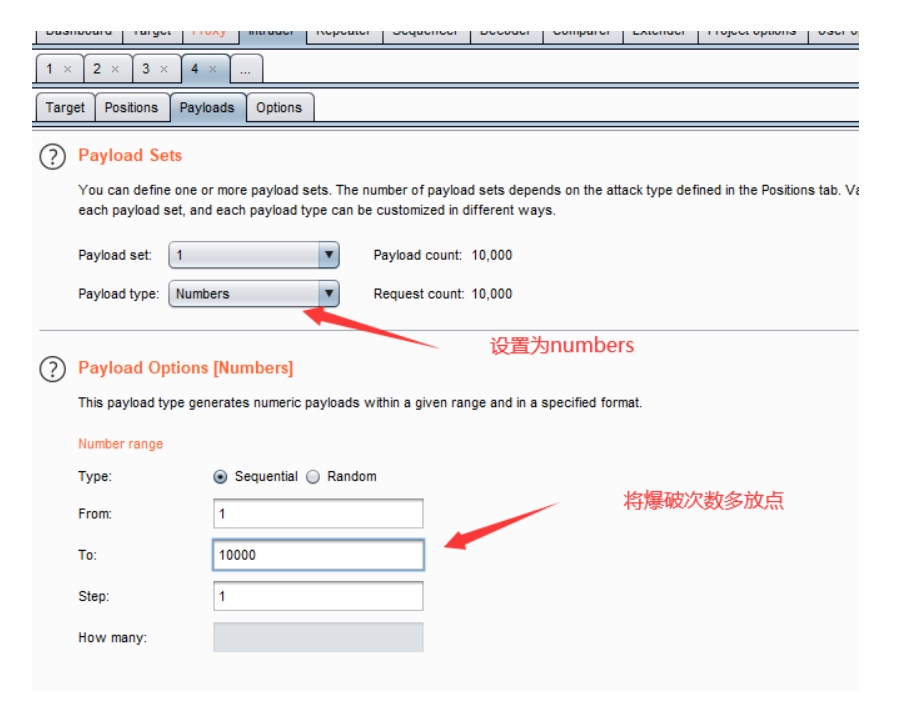 Dashboard Target Proxy Intruder Repeater Sequencer Decoder Comparer Extender Project options User
1 × 2 × 3 × 4 × ...
Target Positions Payloads Options
? Payload Sets
You can define one or more payload sets. The number of payload sets depends on the attack type defined in the Positions tab.
each payload set, and each payload type can be customized in different ways.
Payload set: 1 Payload count: 10,000
Payload type: Numbers Request count: 10,000
设置为numbers
? Payload Options [Numbers]
This payload type generates numeric payloads within a given range and in a specified format.
Number range
Type: Sequential Random
将爆破次数多放点
From: 1
To: 10000
Step: 1
How many: